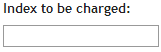 Index to be charged: